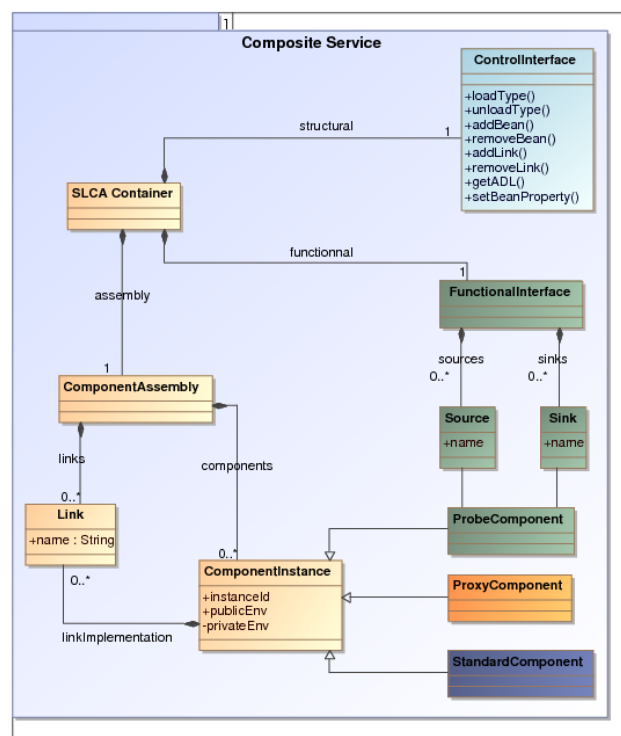 1
Composite Service
ControlInterface
+loadType()
+unloadType()
+addBean()
+removeBean()
+addLink()
+removeLink()
+getADL()
+setBeanProperty()
structural
1
SLCA Container
functionnal
1
assembly
1
FunctionalInterface
sources
0..*
sinks
0..*
ComponentAssembly
Source
+name
Sink
+name
links
0..*
components
0..*
Link
+name : String
0..*
ProbeComponent
ComponentInstance
+instanceId
+publicEnv
-privateEnv
ProxyComponent
linkImplementation
StandardComponent